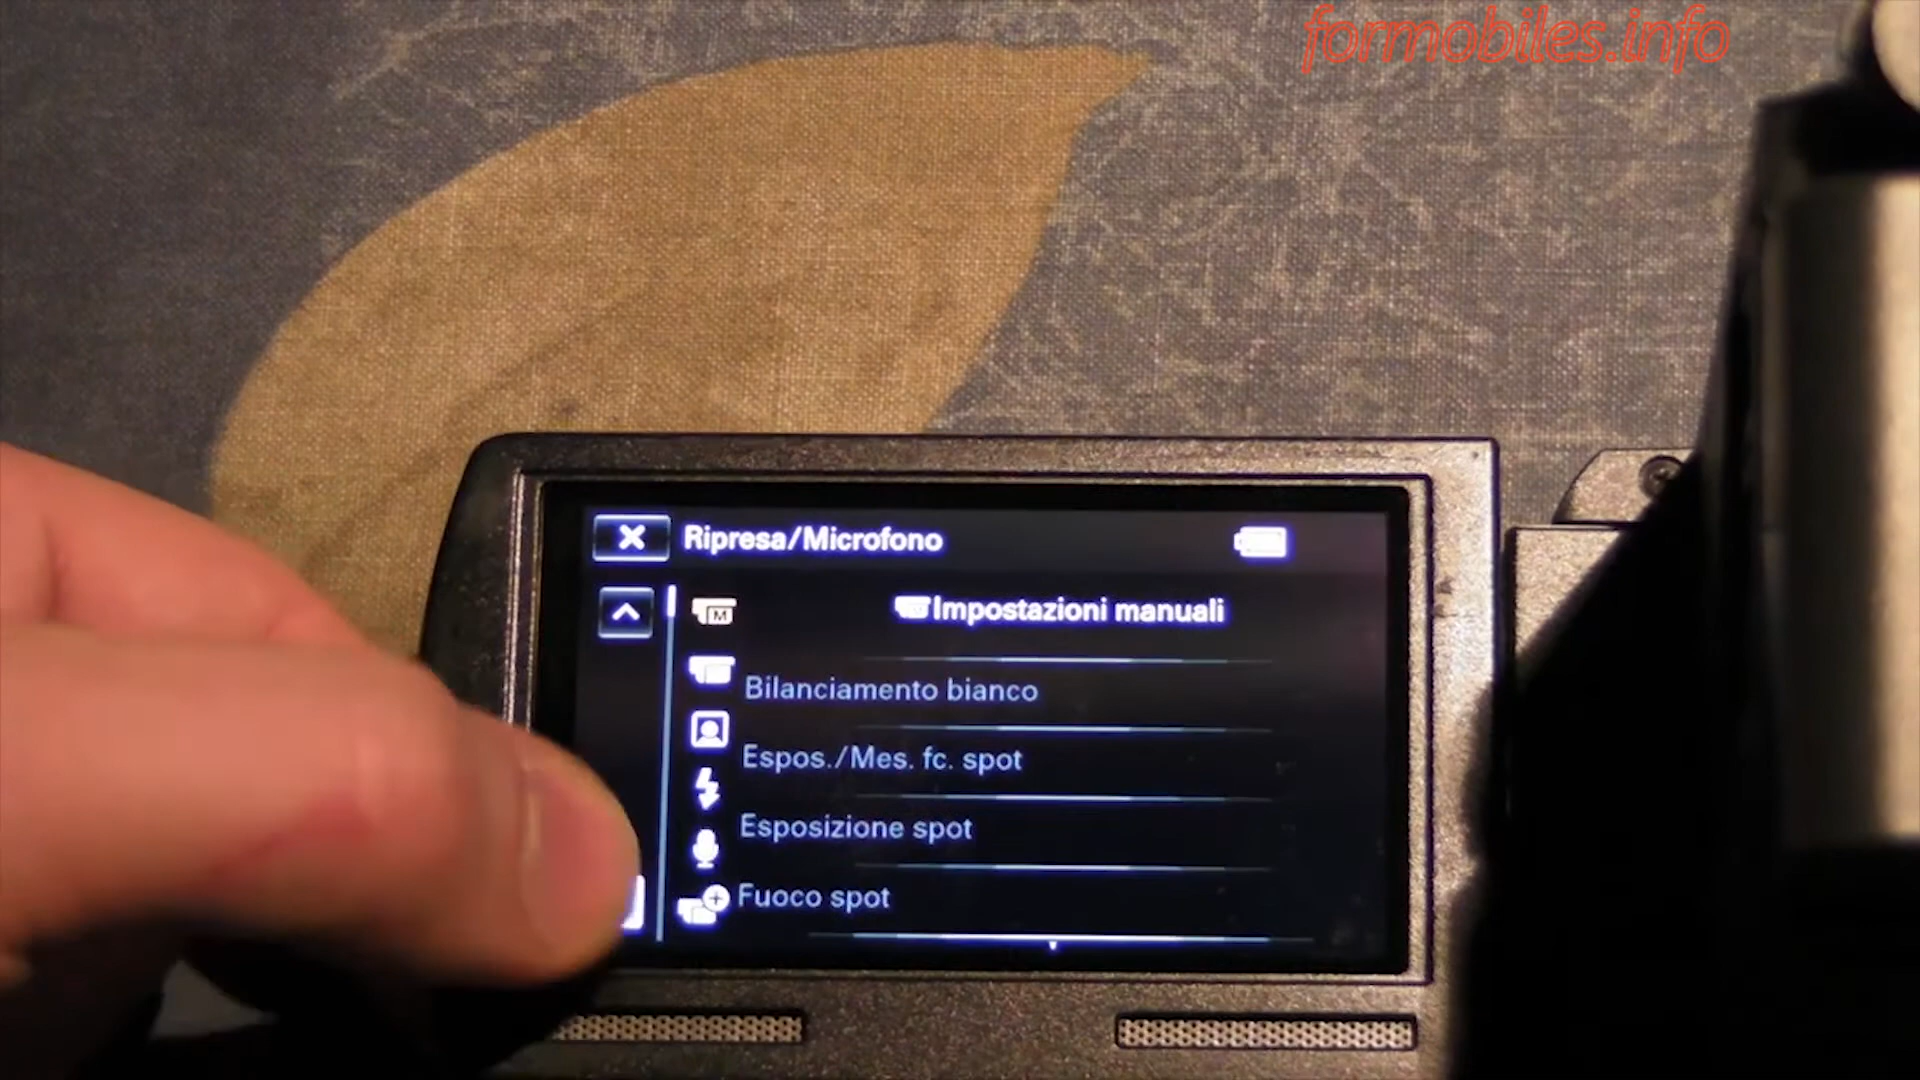 formobiles.info
Ripresa/Microfono
Impostazioni manuali
Bilanciamento bianco
Espos./Mes. fc. spot
Esposizione spot
Fuoco spot